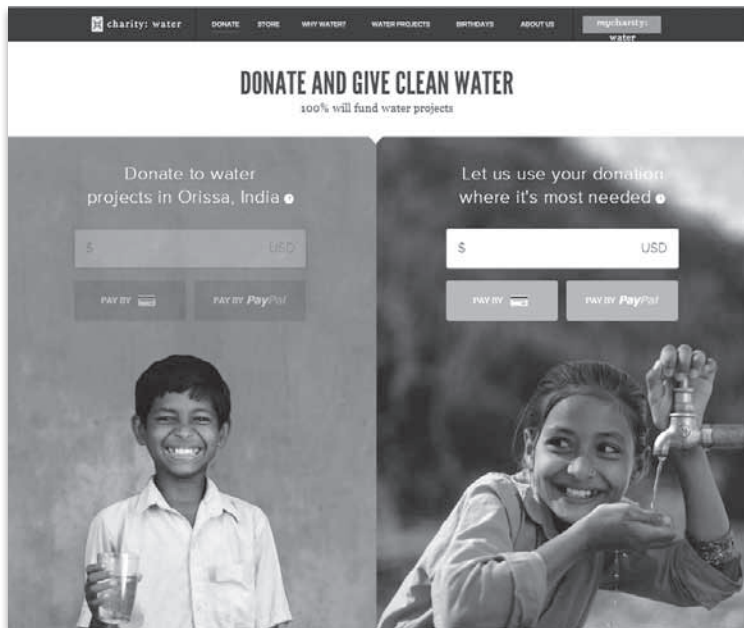 charity: water
DONATE
STORE
WHY WATER?
WATER PROJECTS
BIRTHDAYS
ABOUT US
mycharity:
water
DONATE AND GIVE CLEAN WATER
100% will fund water projects
Donate to water
projects in Orissa, India
$ USD
PAY BY
PAY BY PayPal
Let us use your donation
where it's most needed
$ USD
PAY BY
PAY BY PayPal